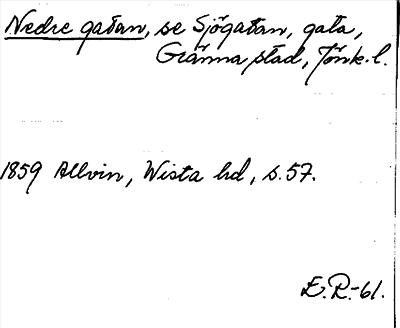 Nedre gatan, se Sjögatan, gata,
Gränna stad, Jönk. l.
1859 Allvin, Wista hd, s. 57.
E. R.-61.